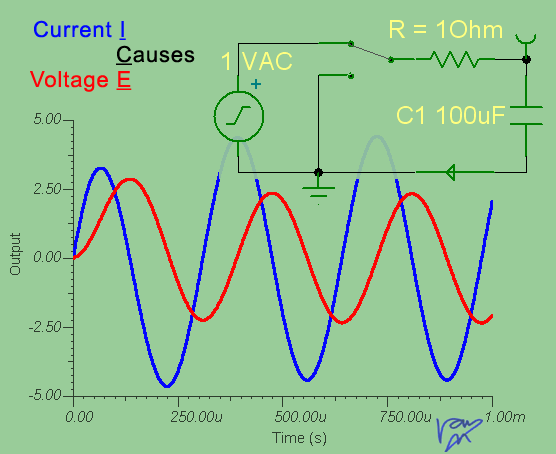 Current I
Causes
Voltage E
R = 1Ohm
1 VAC
+
C1 100uF
5.00
2.50
0.00
-2.50
-5.00
Output
0.00
250.00u
500.00u
750.00u
1.00m
Time (s)